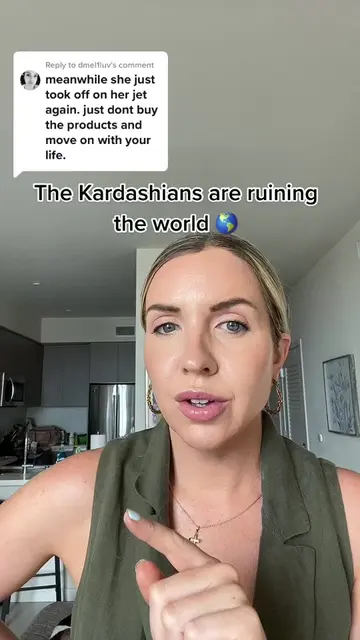 Reply to dmel1luv's comment
meanwhile she just
took off on her jet
again. just dont buy
the products and
move on with your
life.
The Kardashians are ruining
the world 🌎